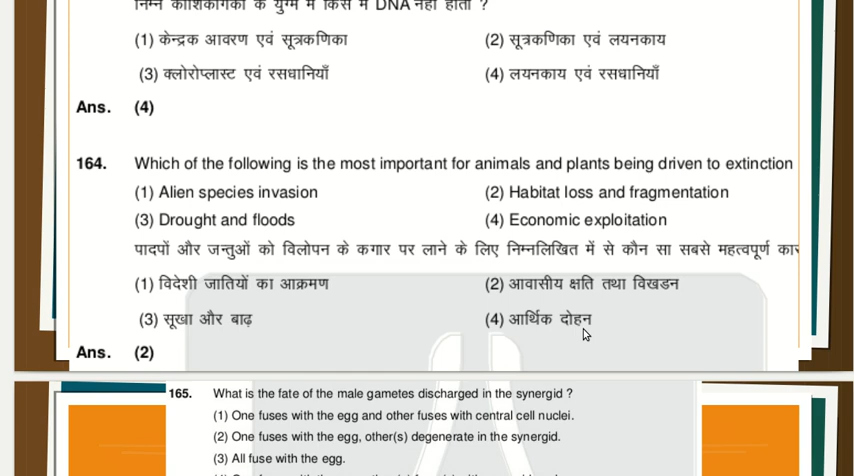 निम्न कोशिकांगकों के युग्म में किस में DNA नहीं होता ?
(1) केन्द्रक आवरण एवं सूत्रकणिका (2) सूत्रकणिका एवं लयनकाय
(3) क्लोरोप्लास्ट एवं रसधानियाँ (4) लयनकाय एवं रसधानियाँ
Ans. (4)
164. Which of the following is the most important for animals and plants being driven to extinction
(1) Alien species invasion (2) Habitat loss and fragmentation
(3) Drought and floods (4) Economic exploitation
पादपों और जन्तुओं को विलोपन के कगार पर लाने के लिए निम्नलिखित में से कौन सा सबसे महत्वपूर्ण
(1) विदेशी जातियों का आक्रमण (2) आवासीय क्षति तथा विखडन
(3) सूखा और बाढ़ (4) आर्थिक दोहन
Ans. (2)
165. What is the fate of the male gametes discharged in the synergid ?
(1) One fuses with the egg and other fuses with central cell nuclei.
(2) One fuses with the egg, other(s) degenerate in the synergid.
(3) All fuse with the egg.